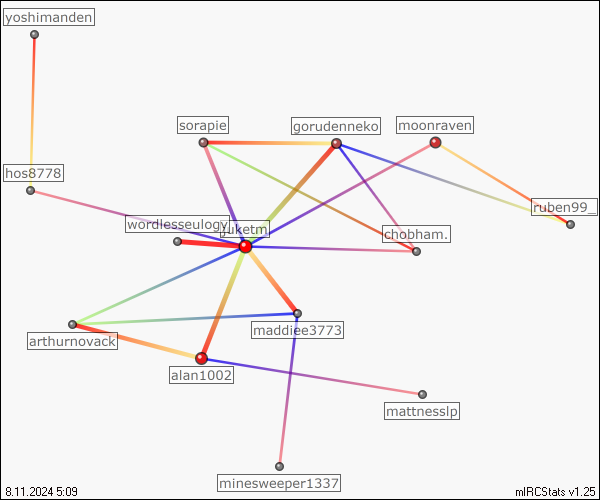 yoshimanden
sorapie
gorudenneko
moonraven
hos8778
ruben99_
wordlesseulogy
juketm
chobham.
maddiee3773
arthurnovack
alan1002
mattnesslp
minesweeper1337
8.11.2024 5:09
mIRCStats v1.25